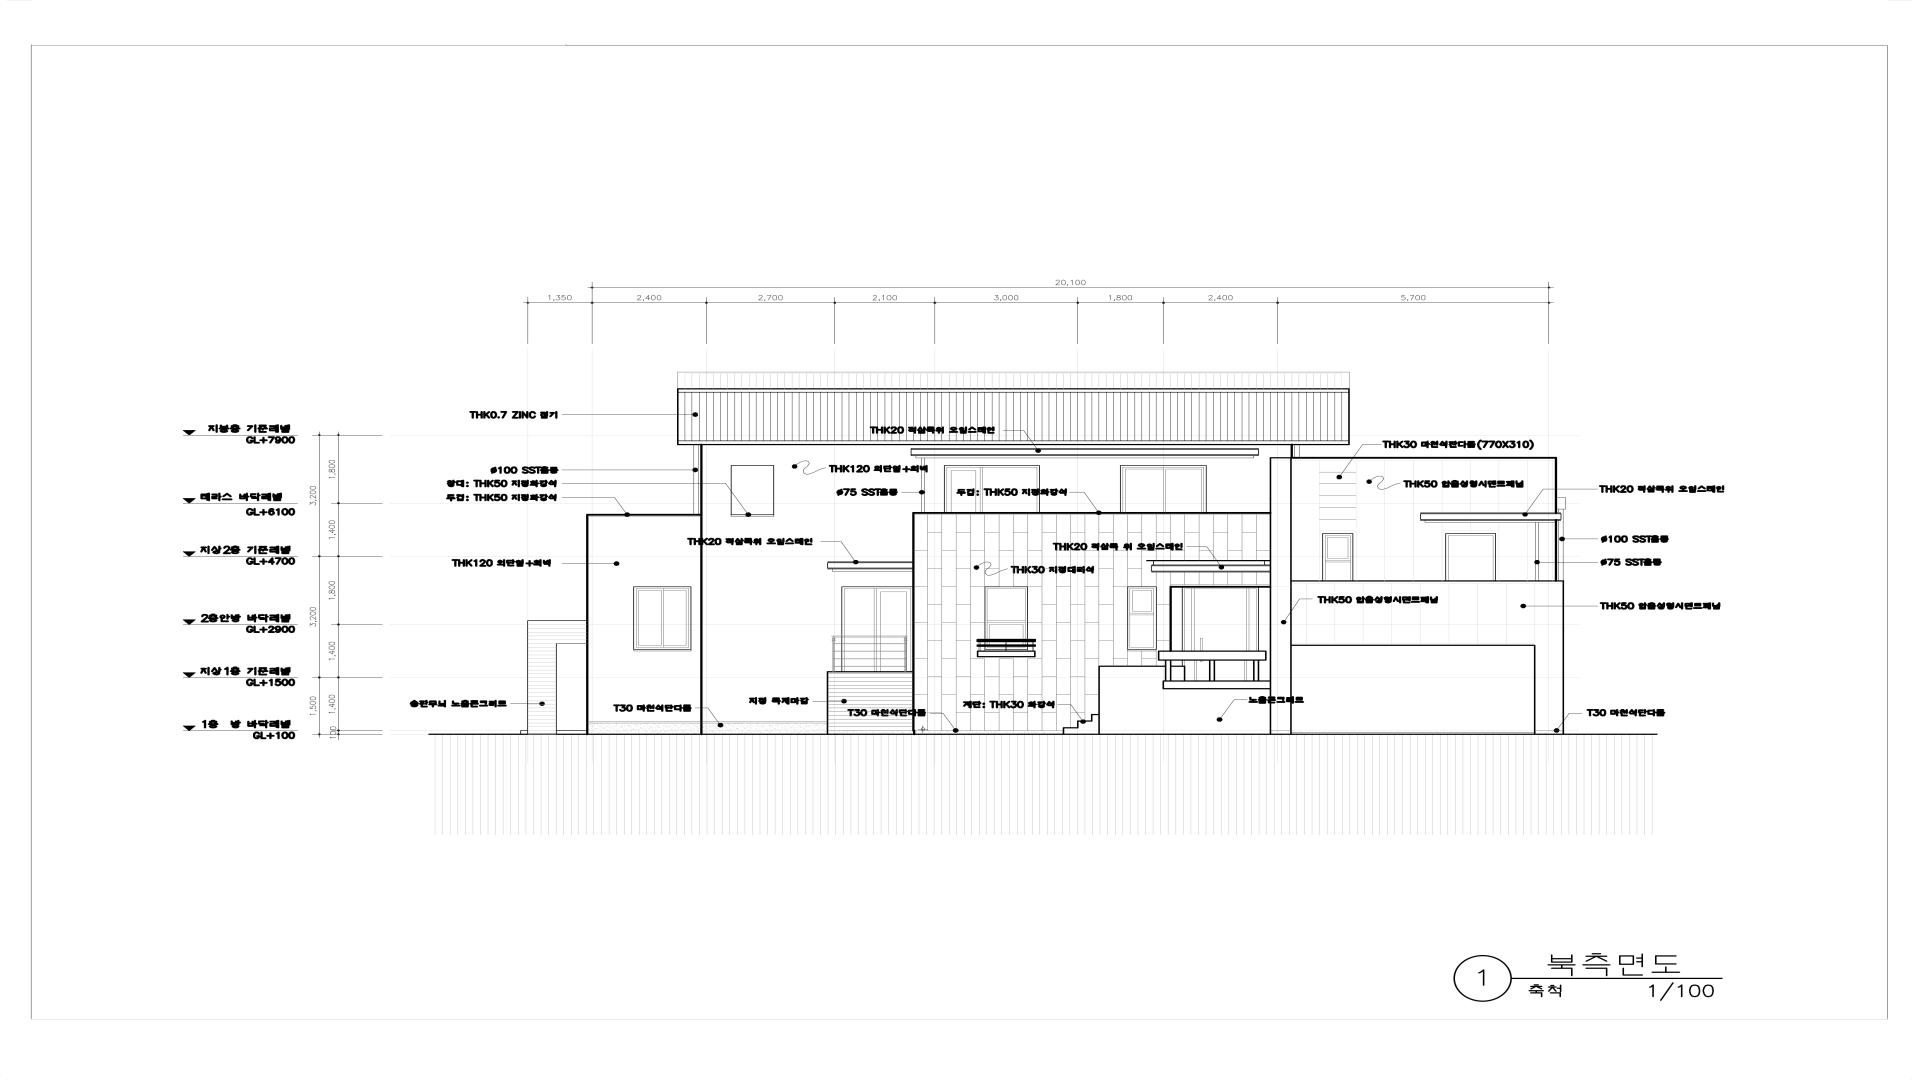 20,100
1,350 2,400 2,700 2,100 3,000 1,800 2,400 5,700
THK0.7 ZINC 잇기
지붕층 기준레벨
GL+7900
THK20 적삼목위 오일스테인
THK30 마천석판다듬(770X310)
Ø100 SST홈통
THK120 외단열+회벽
창대: THK50 지정화강석
THK50 압출성형시멘트패널
THK20 적삼목위 오일스테인
두겁: THK50 지정화강석
Ø75 SST홈통
두겁: THK50 지정화강석
테라스 바닥레벨
GL+6100
1,800
3,200
1,400
THK20 적삼목위 오일스테인
THK20 적삼목 위 오일스테인
Ø100 SST홈통
지상2층 기준레벨
GL+4700
THK120 외단열+회벽
THK30 지정대리석
Ø75 SST홈통
1,800
3,200
1,400
THK50 압출성형시멘트패널
THK50 압출성형시멘트패널
2층안방 바닥레벨
GL+2900
지상1층 기준레벨
GL+1500
송판무늬 노출콘크리트
T30 마천석판다듬
지정 목재마감
T30 마천석판다듬
계단: THK30 화강석
노출콘크리트
T30 마천석판다듬
1,500
1,400
100
1층 방 바닥레벨
GL+100
1
북측면도
축척 1/100